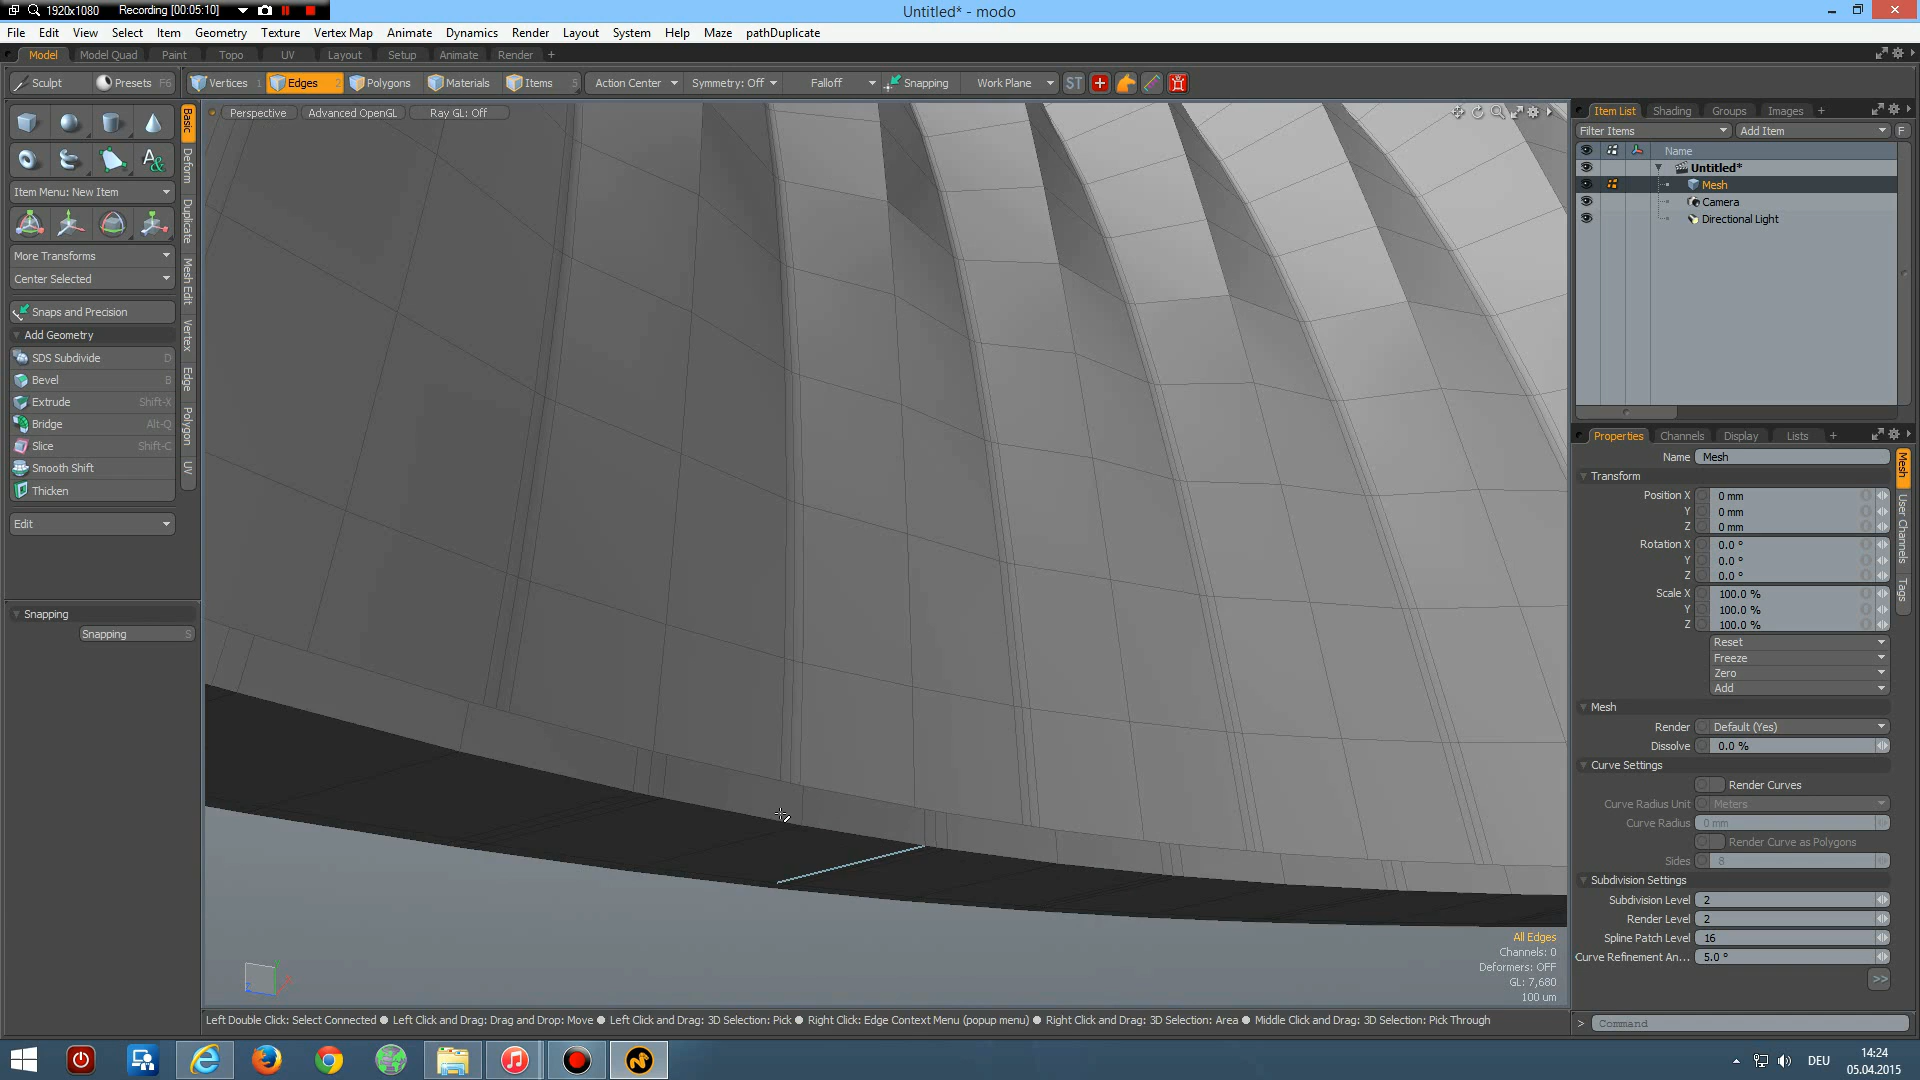 1920x1080 Recording [00:05:10]
Untitled* - modo
File Edit View Select Item Geometry Texture Vertex Map Animate Dynamics Render Layout System Help Maze pathDuplicate
Model Model Quad Paint Topo UV Layout Setup Animate Render +
Sculpt Presets F6 Vertices 1 Edges 2 Polygons Materials Items 5 Action Center Symmetry: Off Falloff Snapping Work Plane ST
Perspective Advanced OpenGL Ray GL: Off
Basic
Deform
Duplicate
Mesh Edit
Vertex
Edge
Polygon
UV
Item Menu: New Item
More Transforms
Center Selected
Snaps and Precision
Add Geometry
SDS Subdivide D
Bevel B
Extrude Shift-X
Bridge Alt-Q
Slice Shift-C
Smooth Shift
Thicken
Edit
Snapping
Snapping S
All Edges
Channels: 0
Deformers: OFF
GL: 7,680
100 um
Item List Shading Groups Images +
Filter Items Add Item F
Name
Untitled*
Mesh
Camera
Directional Light
Properties Channels Display Lists +
Name Mesh
Transform
Position X 0 mm
Y 0 mm
Z 0 mm
Rotation X 0.0 °
Y 0.0 °
Z 0.0 °
Scale X 100.0 %
Y 100.0 %
Z 100.0 %
Reset
Freeze
Zero
Add
Mesh
Render Default (Yes)
Dissolve 0.0 %
Curve Settings
Render Curves
Curve Radius Unit Meters
Curve Radius 0 mm
Render Curve as Polygons
Sides 8
Subdivision Settings
Subdivision Level 2
Render Level 2
Spline Patch Level 16
Curve Refinement An... 5.0 °
>>
Mesh
User Channels
Tags
Left Double Click: Select Connected ● Left Click and Drag: Drag and Drop: Move ● Left Click and Drag: 3D Selection: Pick ● Right Click: Edge Context Menu (popup menu) ● Right Click and Drag: 3D Selection: Area ● Middle Click and Drag: 3D Selection: Pick Through
> Command
DEU
14:24
05.04.2015